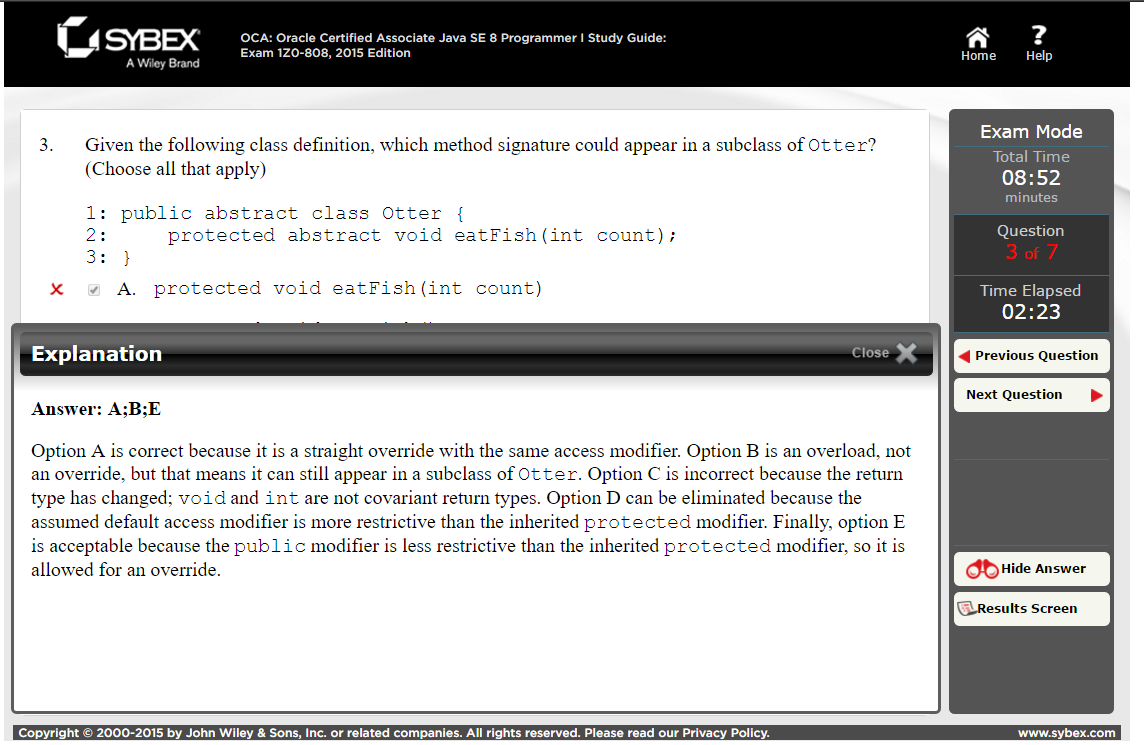 SYBEX
A Wiley Brand
OCA: Oracle Certified Associate Java SE 8 Programmer I Study Guide:
Exam 1Z0-808, 2015 Edition
Home
?
Help
3. Given the following class definition, which method signature could appear in a subclass of Otter?
(Choose all that apply)
1: public abstract class Otter {
2:     protected abstract void eatFish(int count);
3: }
A. protected void eatFish(int count)
Explanation
Close
Answer: A;B;E
Option A is correct because it is a straight override with the same access modifier. Option B is an overload, not
an override, but that means it can still appear in a subclass of Otter. Option C is incorrect because the return
type has changed; void and int are not covariant return types. Option D can be eliminated because the
assumed default access modifier is more restrictive than the inherited protected modifier. Finally, option E
is acceptable because the public modifier is less restrictive than the inherited protected modifier, so it is
allowed for an override.
Exam Mode
Total Time
08:52
minutes
Question
3 of 7
Time Elapsed
02:23
Previous Question
Next Question
Hide Answer
Results Screen
Copyright © 2000-2015 by John Wiley & Sons, Inc. or related companies. All rights reserved. Please read our Privacy Policy.
www.sybex.com